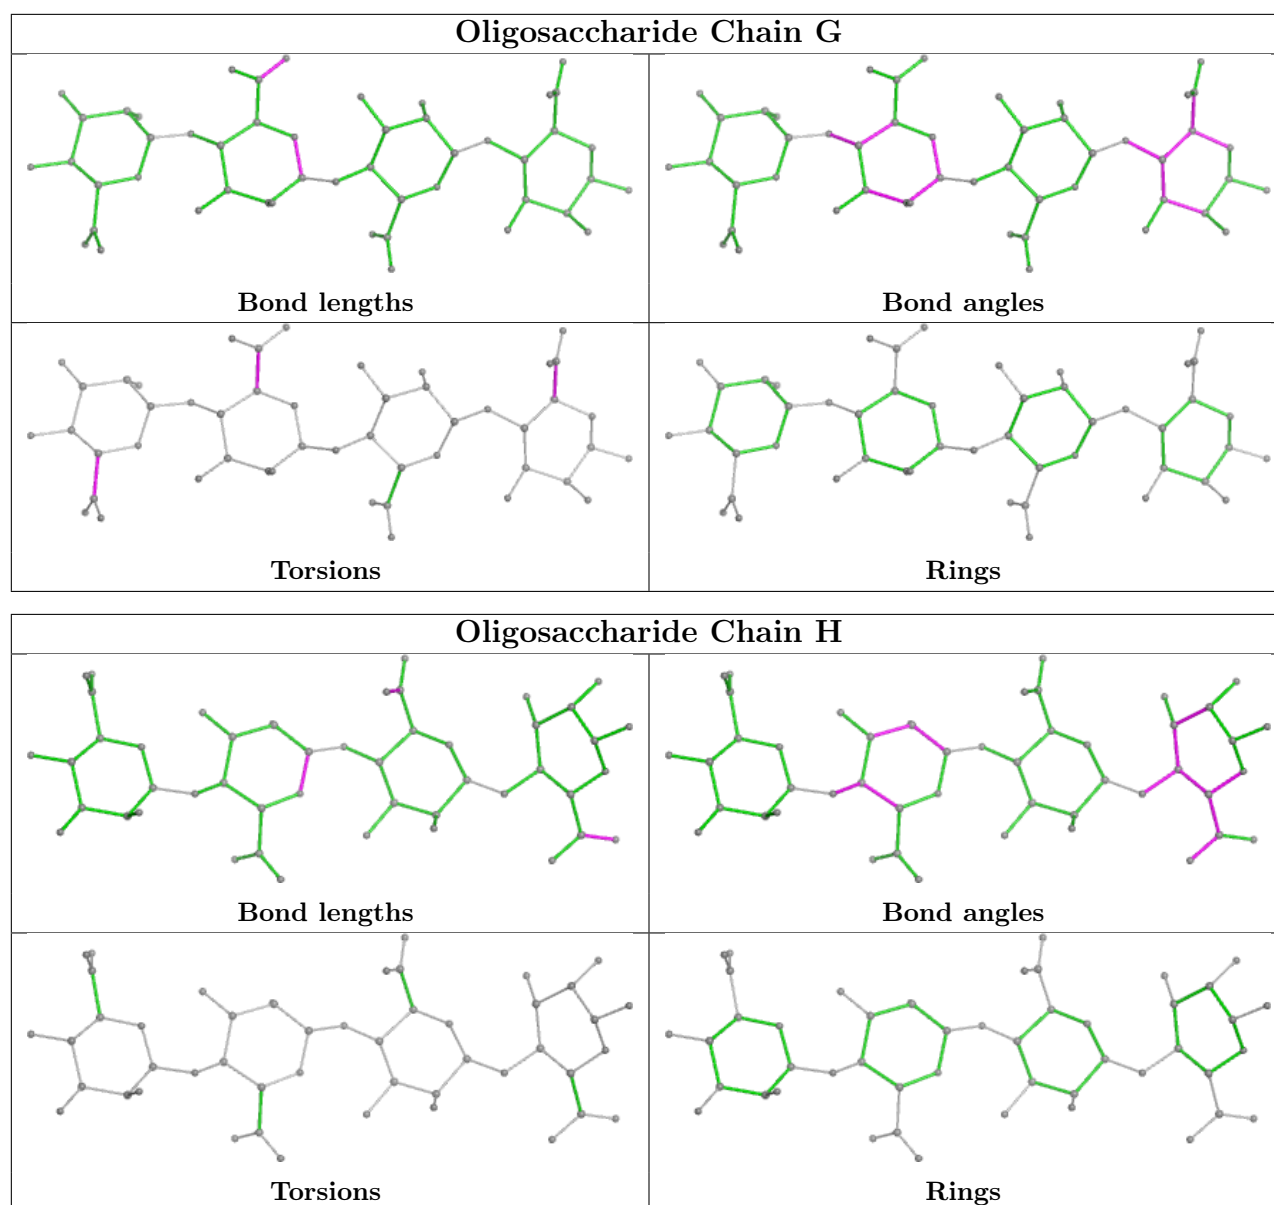 Oligosaccharide Chain G
Bond lengths
Bond angles
Torsions
Rings
Oligosaccharide Chain H
Bond lengths
Bond angles
Torsions
Rings